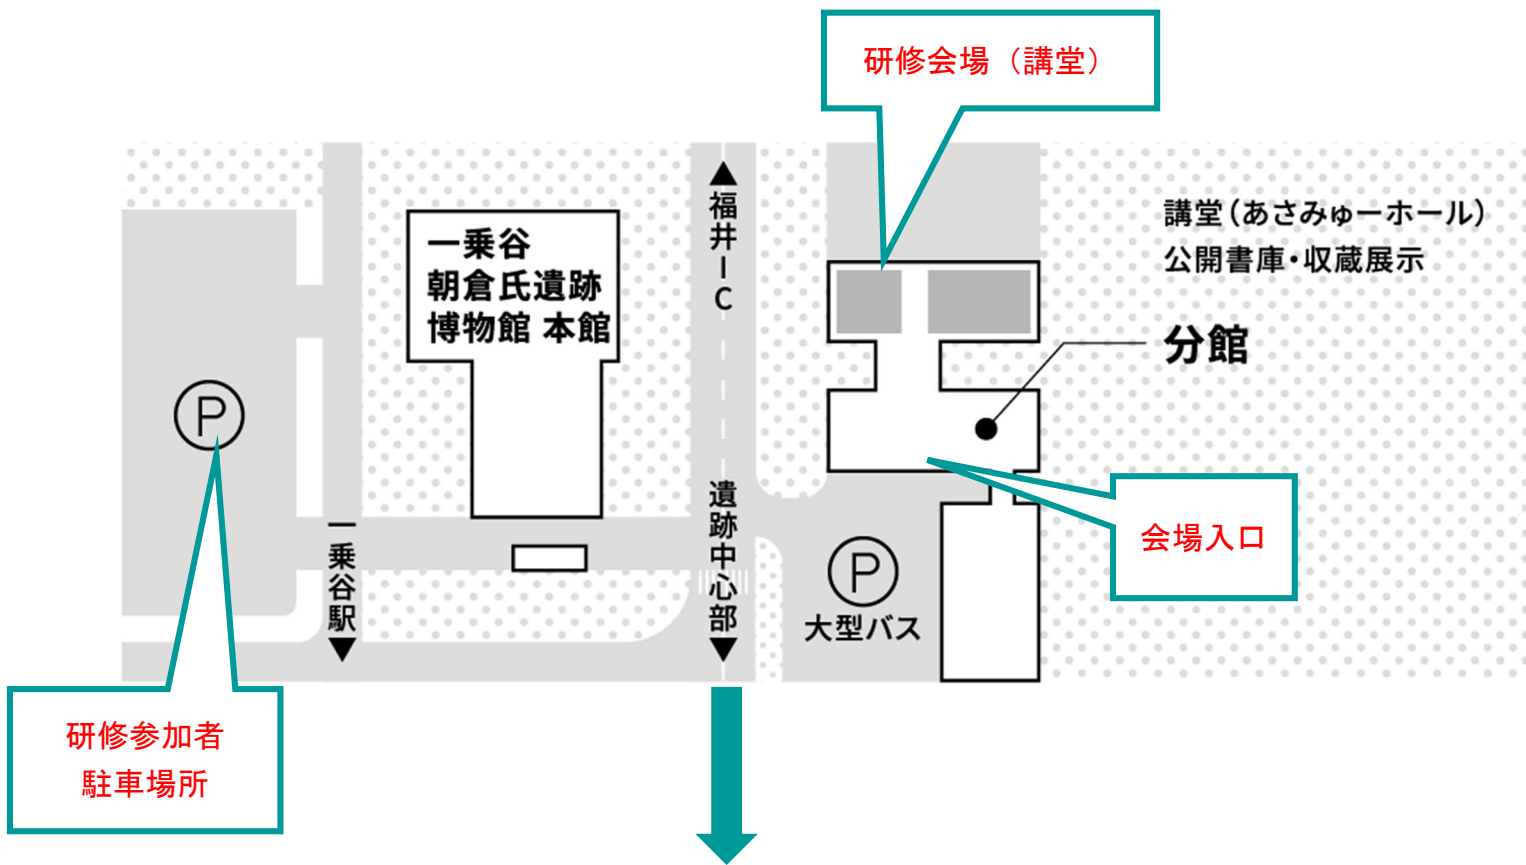 研修会場（講堂）
▲福井IC
一乗谷
朝倉氏遺跡
博物館 本館
講堂(あさみゅーホール)
公開書庫・収蔵展示
分館
P
遺跡中心部▼
会場入口
一乗谷駅▼
P
大型バス
研修参加者
駐車場所